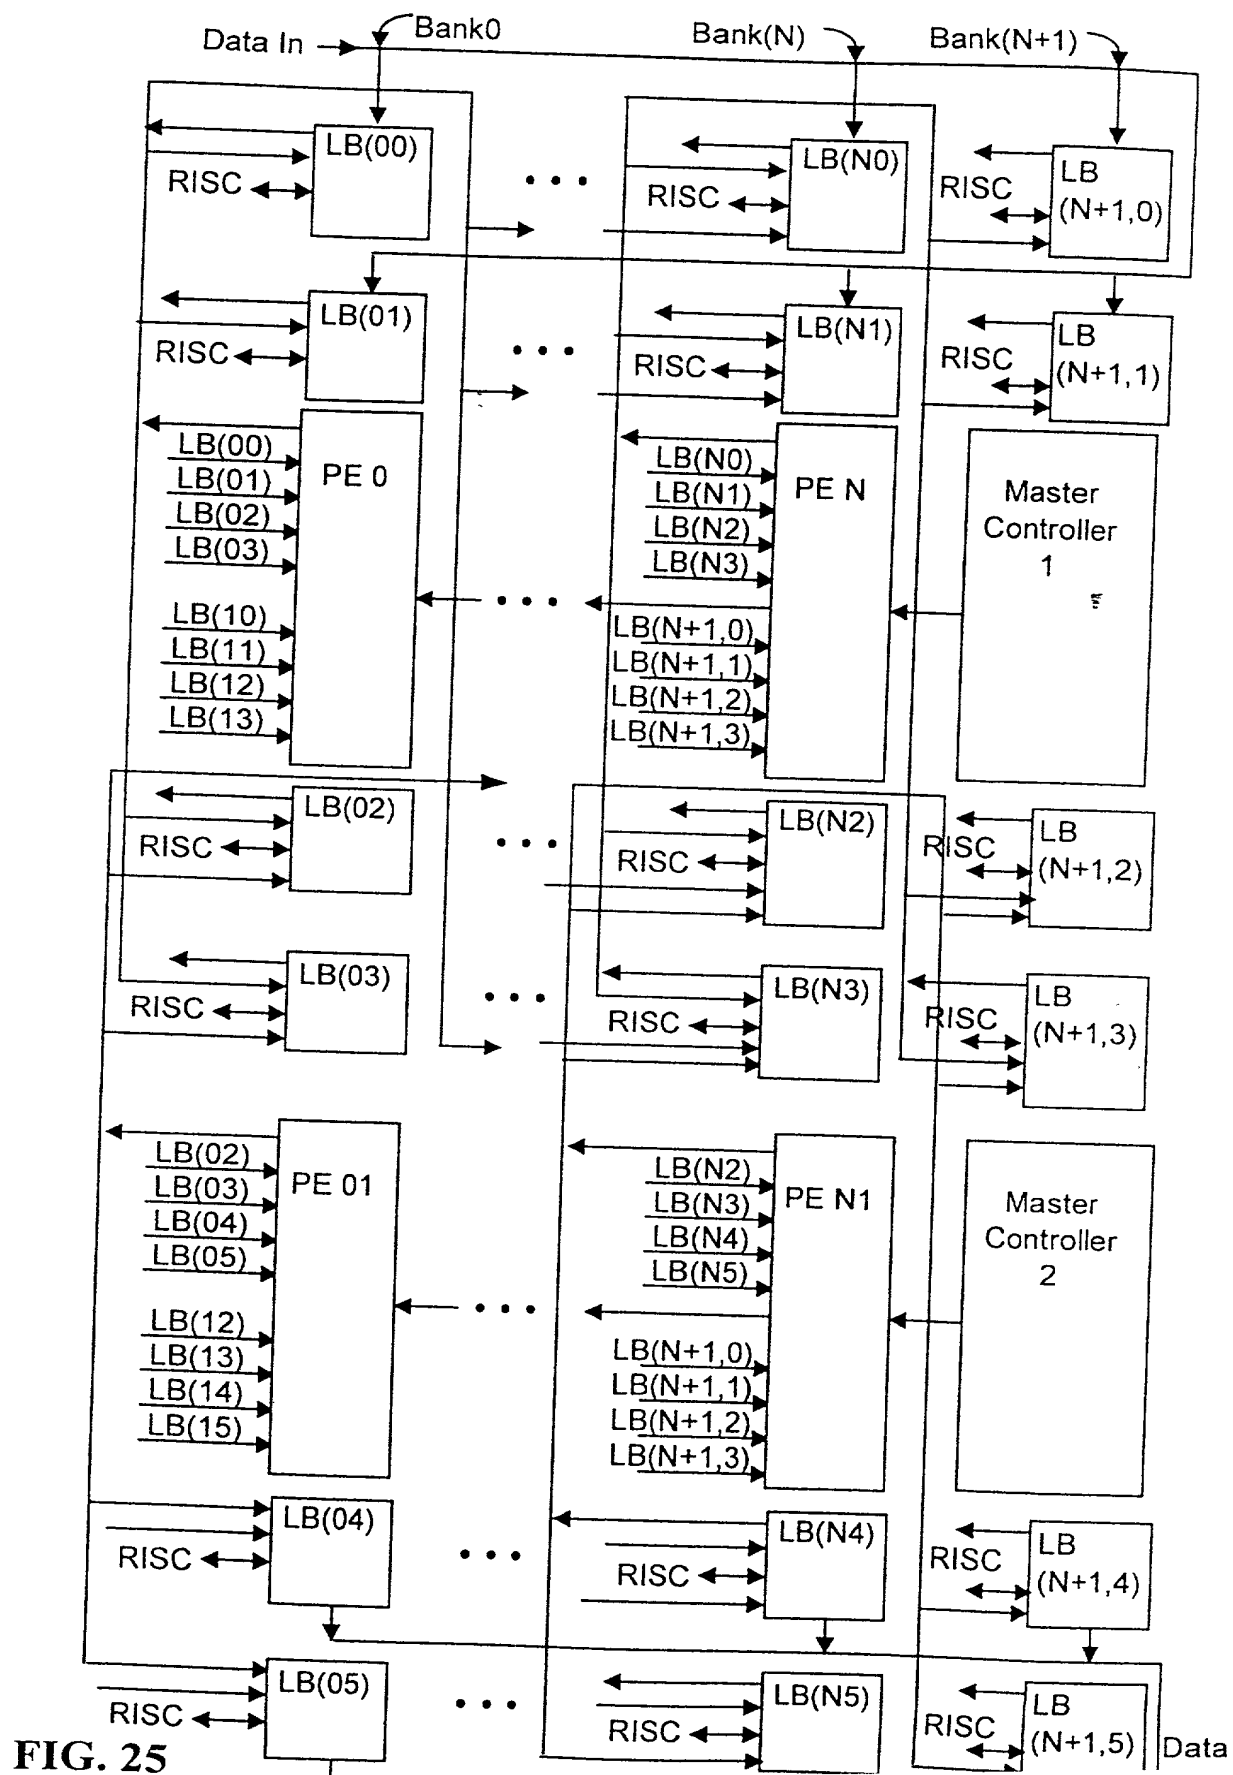 Data In
Bank0
Bank(N)
Bank(N+1)
LB(00)
RISC
LB(N0)
RISC
LB
(N+1,0)
RISC
LB(01)
RISC
LB(N1)
RISC
LB
(N+1,1)
RISC
PE 0
LB(00)
LB(01)
LB(02)
LB(03)
LB(10)
LB(11)
LB(12)
LB(13)
PE N
LB(N0)
LB(N1)
LB(N2)
LB(N3)
LB(N+1,0)
LB(N+1,1)
LB(N+1,2)
LB(N+1,3)
Master
Controller
1
LB(02)
RISC
LB(N2)
RISC
LB
(N+1,2)
RISC
LB(03)
RISC
LB(N3)
RISC
LB
(N+1,3)
RISC
PE 01
LB(02)
LB(03)
LB(04)
LB(05)
LB(12)
LB(13)
LB(14)
LB(15)
PE N1
LB(N2)
LB(N3)
LB(N4)
LB(N5)
LB(N+1,0)
LB(N+1,1)
LB(N+1,2)
LB(N+1,3)
Master
Controller
2
LB(04)
RISC
LB(N4)
RISC
LB
(N+1,4)
RISC
LB(05)
RISC
LB(N5)
RISC
LB
(N+1,5)
RISC
Data
FIG. 25